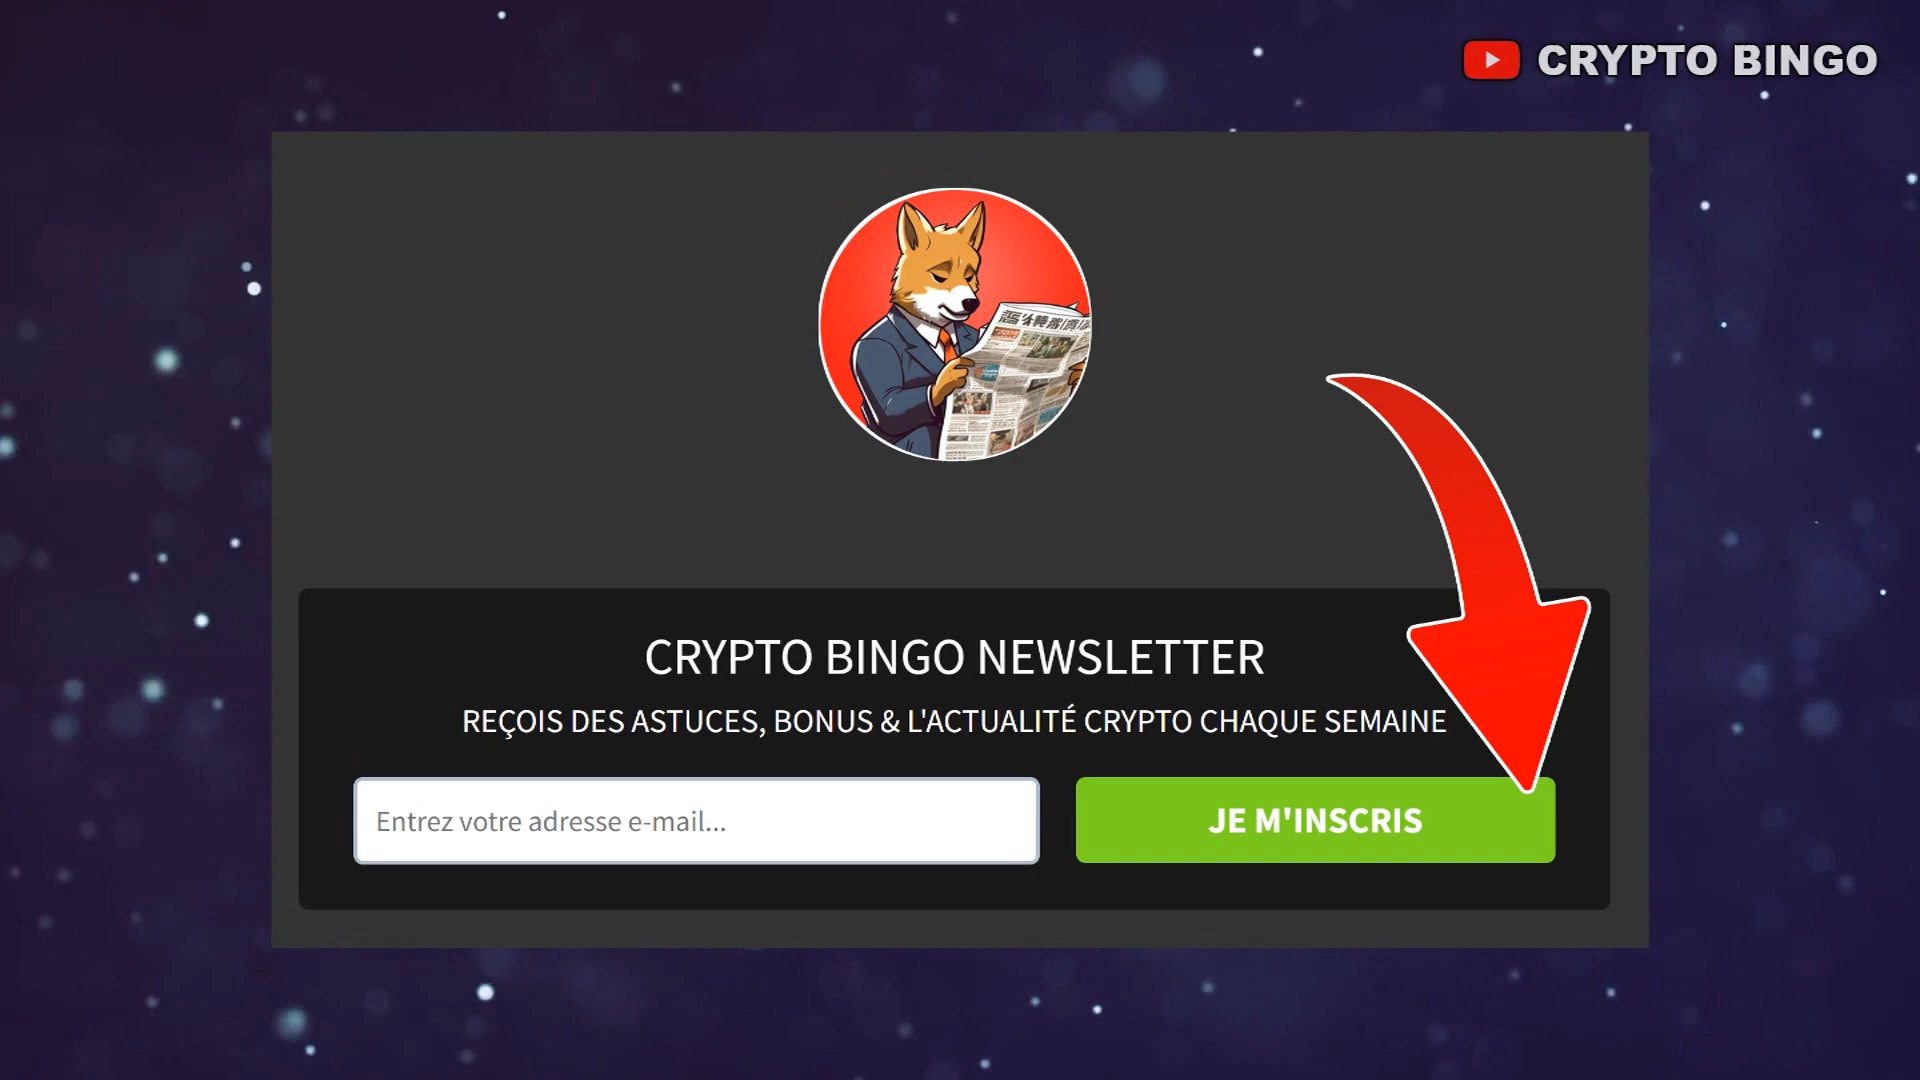 CRYPTO BINGO
CRYPTO BINGO NEWSLETTER
REÇOIS DES ASTUCES, BONUS & L'ACTUALITÉ CRYPTO CHAQUE SEMAINE
Entrez votre adresse e-mail...
JE M'INSCRIS